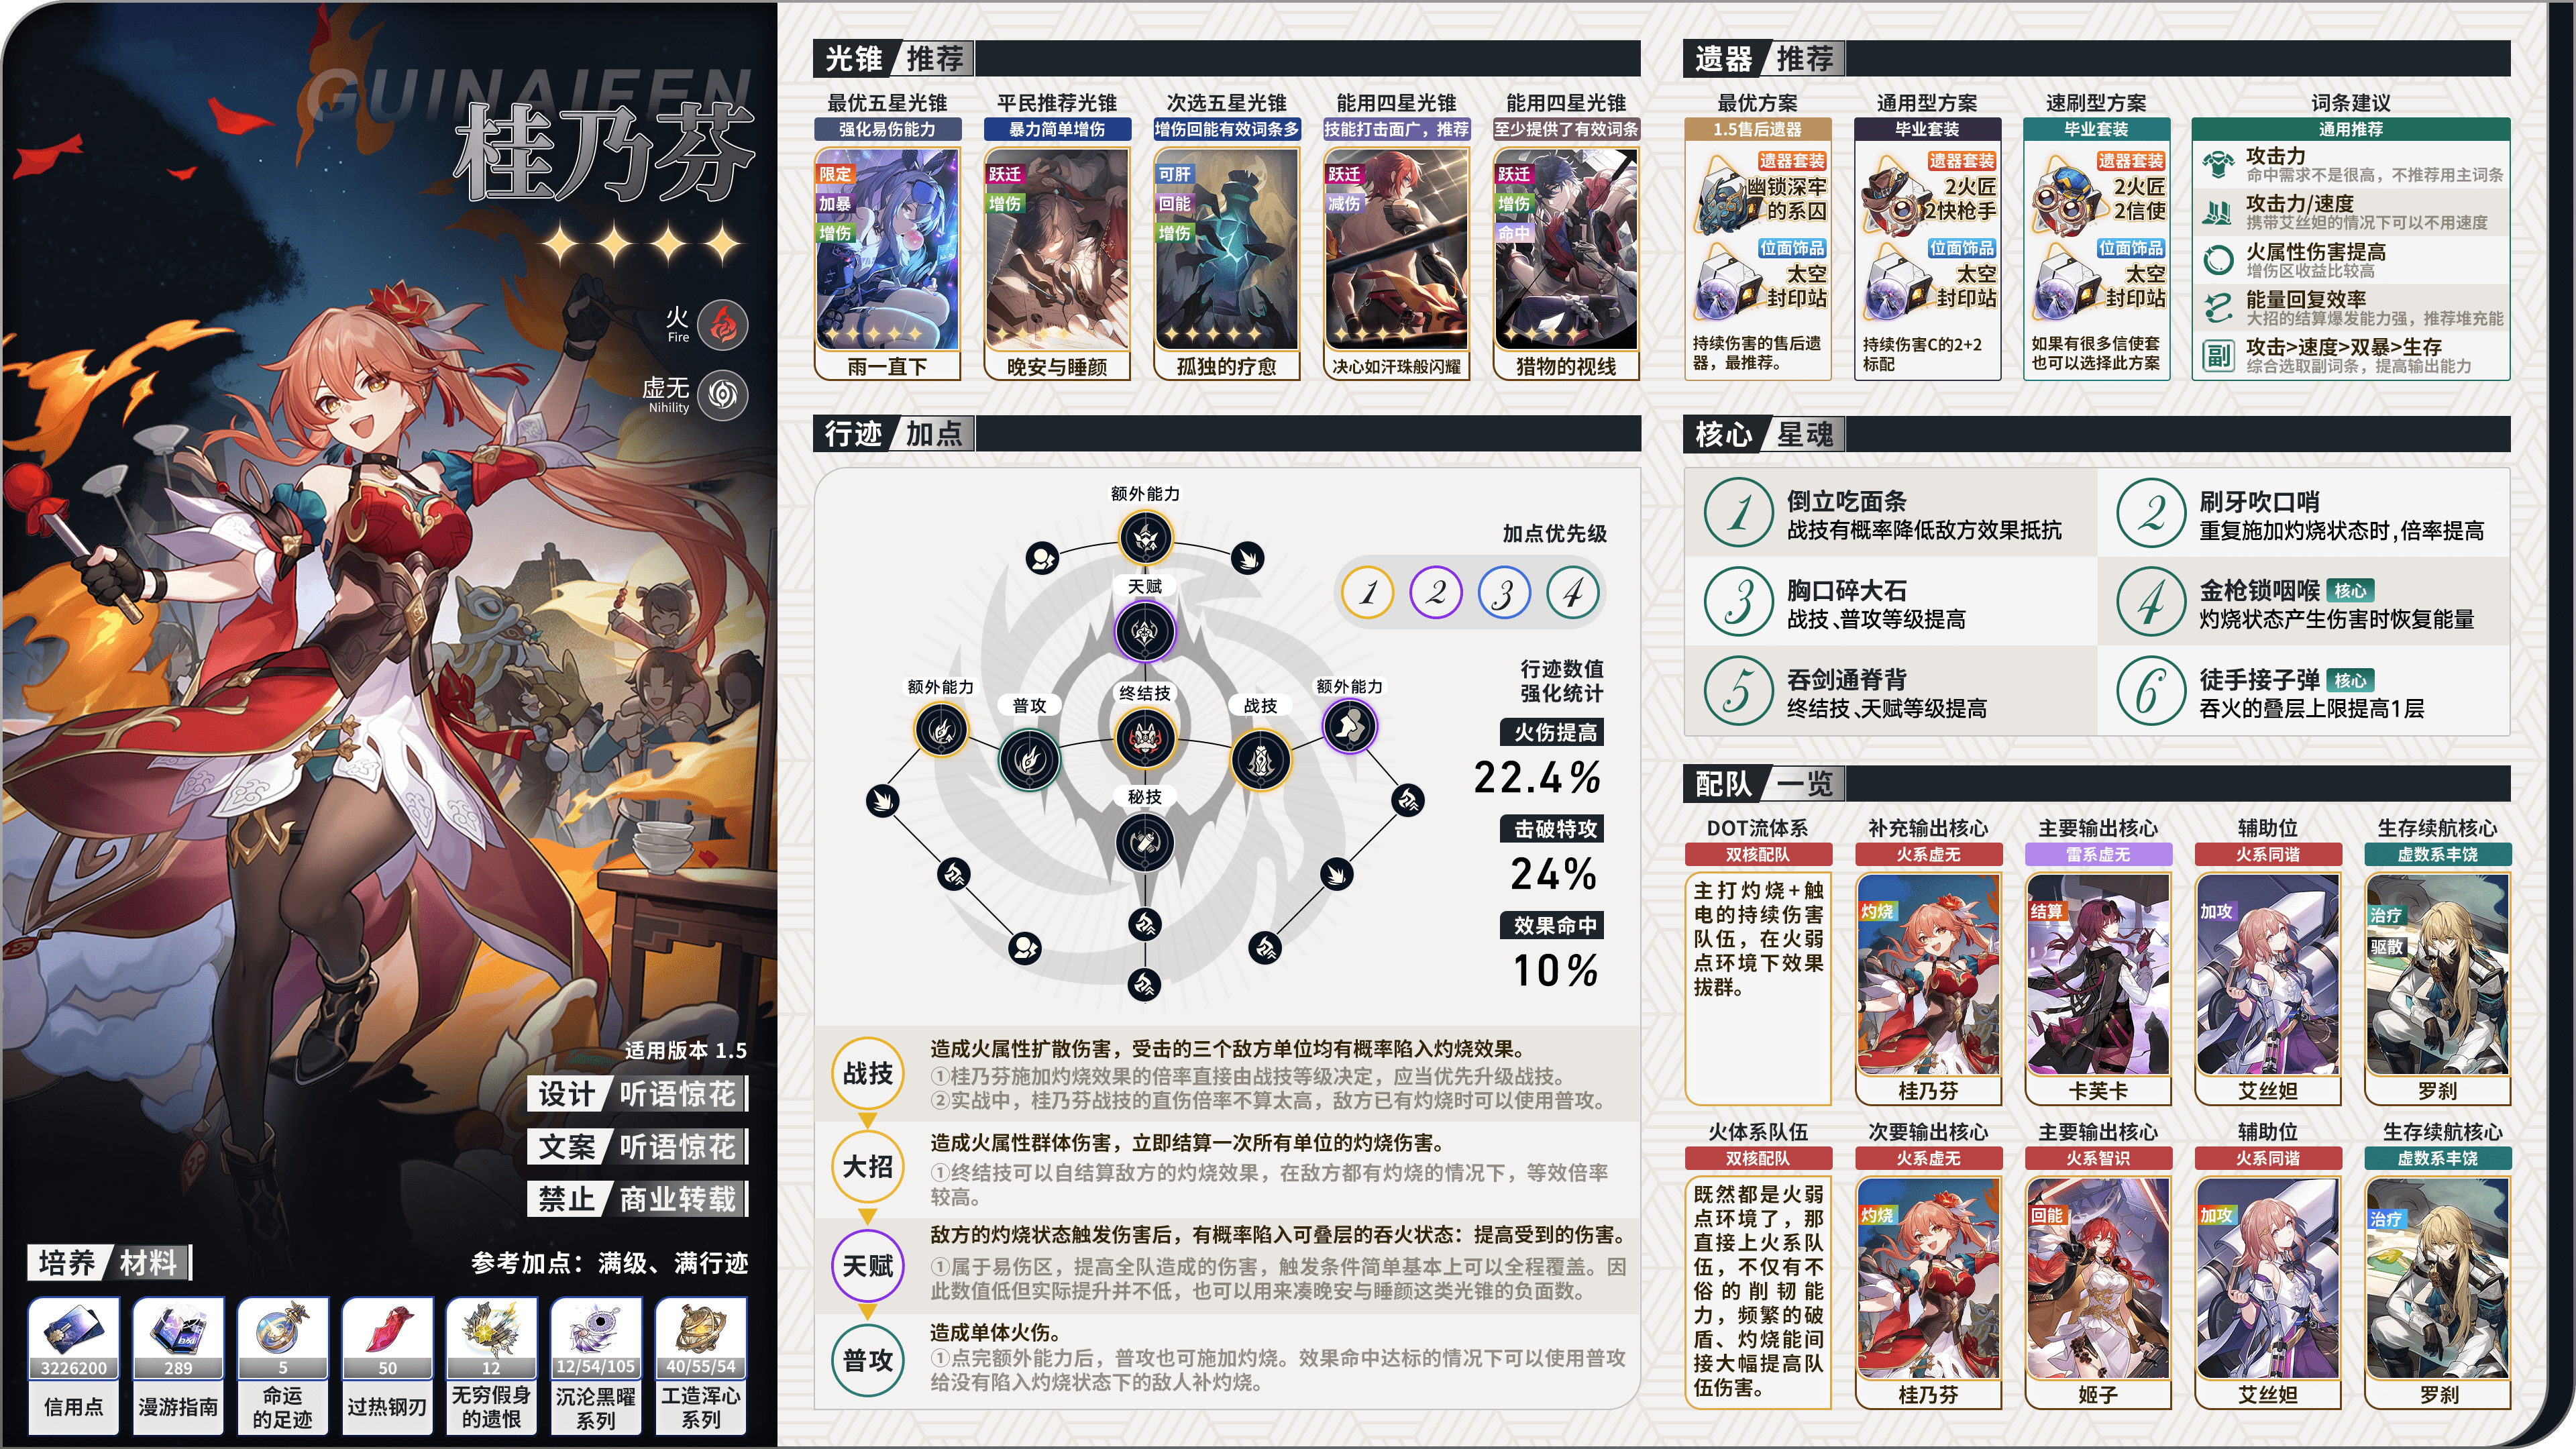 GUINAIFEN
桂乃芬
火
Fire
虚无
Nihility
适用版本 1.5
设计 听语惊花
文案 听语惊花
禁止 商业转载
培养 材料
参考加点：满级、满行迹
3226200
信用点
289
漫游指南
5
命运
的足迹
50
过热钢刃
12
无穷假身
的遗恨
12/54/105
沉沦黑曜
系列
40/55/54
工造浑心
系列
光锥 推荐
最优五星光锥
强化易伤能力
限定
加暴
增伤
雨一直下
平民推荐光锥
暴力简单增伤
跃迁
增伤
晚安与睡颜
次选五星光锥
增伤回能有效词条多
可肝
回能
增伤
孤独的疗愈
能用四星光锥
技能打击面广，推荐
跃迁
减伤
决心如汗珠般闪耀
能用四星光锥
至少提供了有效词条
跃迁
增伤
命中
猎物的视线
行迹 加点
额外能力
天赋
额外能力
普攻
终结技
战技
额外能力
秘技
加点优先级
1 2 3 4
行迹数值
强化统计
火伤提高
22.4%
击破特攻
24%
效果命中
10%
战技
造成火属性扩散伤害，受击的三个敌方单位均有概率陷入灼烧效果。
①桂乃芬施加灼烧效果的倍率直接由战技等级决定，应当优先升级战技。
②实战中，桂乃芬战技的直伤倍率不算太高，敌方已有灼烧时可以使用普攻。
大招
造成火属性群体伤害，立即结算一次所有单位的灼烧伤害。
①终结技可以自结算敌方的灼烧效果，在敌方都有灼烧的情况下，等效倍率
较高。
天赋
敌方的灼烧状态触发伤害后，有概率陷入可叠层的吞火状态：提高受到的伤害。
①属于易伤区，提高全队造成的伤害，触发条件简单基本上可以全程覆盖。因
此数值低但实际提升并不低，也可以用来凑晚安与睡颜这类光锥的负面数。
普攻
造成单体火伤。
①点完额外能力后，普攻也可施加灼烧。效果命中达标的情况下可以使用普攻
给没有陷入灼烧状态下的敌人补灼烧。
遗器 推荐
最优方案
1.5售后遗器
遗器套装
幽锁深牢
的系囚
位面饰品
太空
封印站
持续伤害的售后遗
器，最推荐。
通用型方案
毕业套装
遗器套装
2火匠
2快枪手
位面饰品
太空
封印站
持续伤害C的2+2
标配
速刷型方案
毕业套装
遗器套装
2火匠
2信使
位面饰品
太空
封印站
如果有很多信使套
也可以选择此方案
词条建议
通用推荐
攻击力
命中需求不是很高，不推荐用主词条
攻击力/速度
携带艾丝妲的情况下可以不用速度
火属性伤害提高
增伤区收益比较高
能量回复效率
大招的结算爆发能力强，推荐堆充能
副
攻击>速度>双暴>生存
综合选取副词条，提高输出能力
核心 星魂
1
倒立吃面条
战技有概率降低敌方效果抵抗
2
刷牙吹口哨
重复施加灼烧状态时，倍率提高
3
胸口碎大石
战技、普攻等级提高
4
金枪锁咽喉 核心
灼烧状态产生伤害时恢复能量
5
吞剑通脊背
终结技、天赋等级提高
6
徒手接子弹 核心
吞火的叠层上限提高1层
配队 一览
DOT流体系
双核配队
主打灼烧+触
电的持续伤害
队伍，在火弱
点环境下效果
拔群。
补充输出核心
火系虚无
灼烧
桂乃芬
主要输出核心
雷系虚无
结算
卡芙卡
辅助位
火系同谐
加攻
艾丝妲
生存续航核心
虚数系丰饶
治疗
驱散
罗刹
火体系队伍
双核配队
既然都是火弱
点环境了，那
直接上火系队
伍，不仅有不
俗的削韧能
力，频繁的破
盾、灼烧能间
接大幅提高队
伍伤害。
次要输出核心
火系虚无
灼烧
桂乃芬
主要输出核心
火系智识
回能
姬子
辅助位
火系同谐
加攻
艾丝妲
生存续航核心
虚数系丰饶
治疗
罗刹